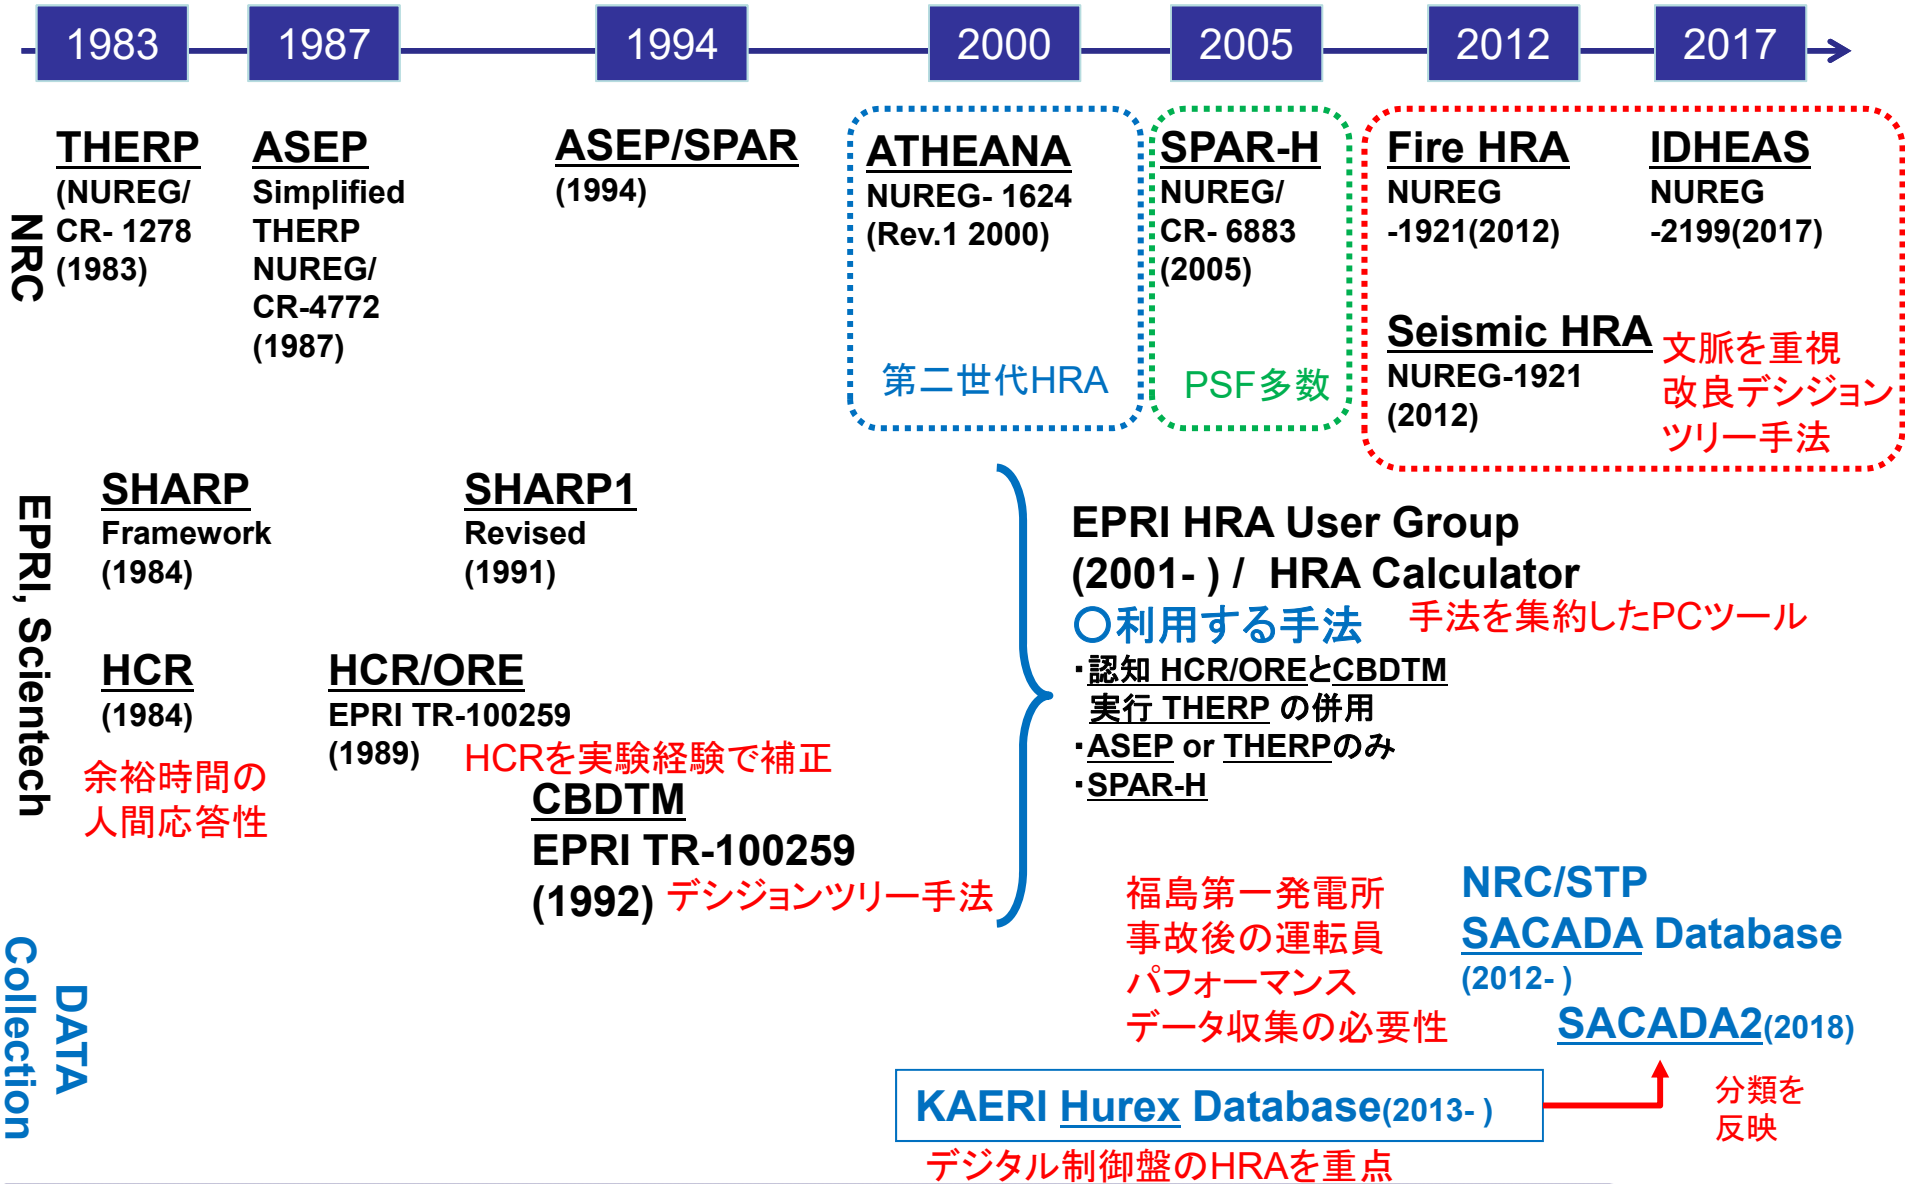 1983
1987
1994
2000
2005
2012
2017
NRC
THERP
(NUREG/
CR- 1278
(1983)
ASEP
Simplified
THERP
NUREG/
CR-4772
(1987)
ASEP/SPAR
(1994)
ATHEANA
NUREG- 1624
(Rev.1 2000)
第二世代HRA
SPAR-H
NUREG/
CR- 6883
(2005)
PSF多数
Fire HRA
NUREG
-1921(2012)
Seismic HRA
NUREG-1921
(2012)
IDHEAS
NUREG
-2199(2017)
文脈を重視
改良デシジョン
ツリー手法
EPRI, Scientech
SHARP
Framework
(1984)
SHARP1
Revised
(1991)
HCR
(1984)
余裕時間の
人間応答性
HCR/ORE
EPRI TR-100259
(1989)
HCRを実験経験で補正
CBDTM
EPRI TR-100259
(1992)
デシジョンツリー手法
EPRI HRA User Group
(2001- ) / HRA Calculator
〇利用する手法
手法を集約したPCツール
・認知 HCR/OREとCBDTM
実行 THERP の併用
・ASEP or THERPのみ
・SPAR-H
DATA
Collection
福島第一発電所
事故後の運転員
パフォーマンス
データ収集の必要性
NRC/STP
SACADA Database
(2012- )
SACADA2(2018)
KAERI Hurex Database(2013- )
分類を
反映
デジタル制御盤のHRAを重点